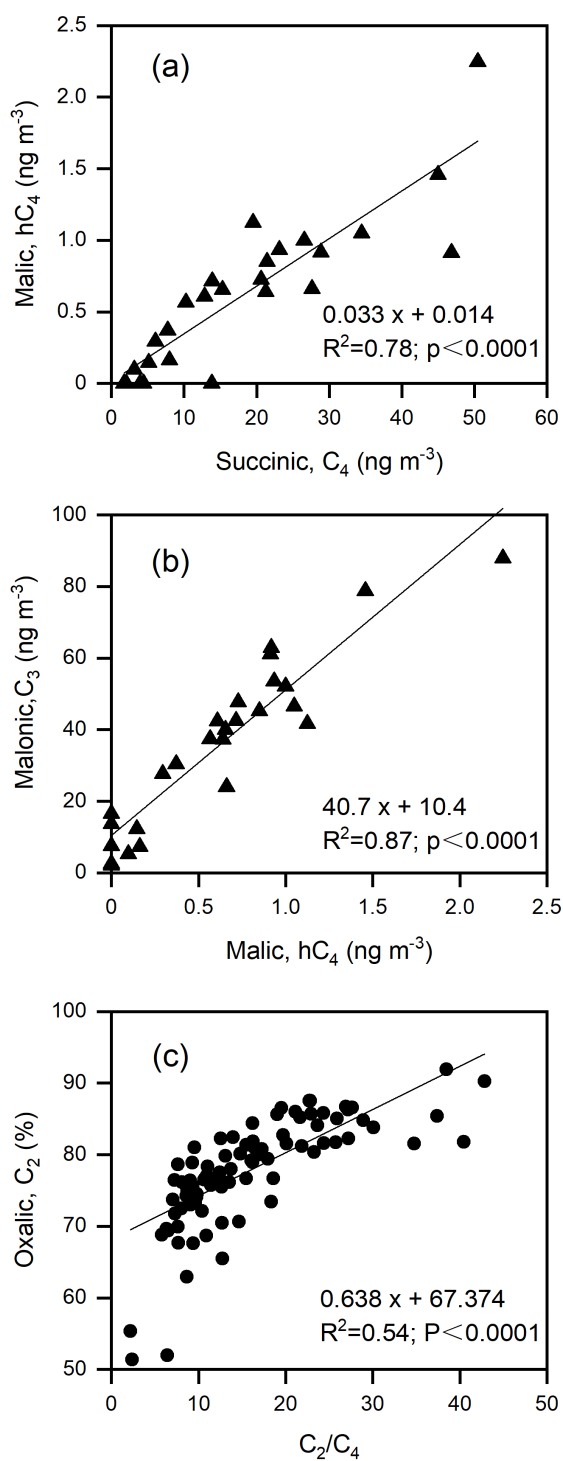 2.5
(a)
2.0
1.5
1.0
0.5
0
Malic, hC₄ (ng m⁻³)
0.033 x + 0.014
R²=0.78; p＜0.0001
0 10 20 30 40 50 60
Succinic, C₄ (ng m⁻³)
100
(b)
80
60
40
20
0
Malonic,C₃ (ng m⁻³)
40.7 x + 10.4
R²=0.87; p＜0.0001
0 0.5 1.0 1.5 2.0 2.5
Malic, hC₄ (ng m⁻³)
100
(c)
90
80
70
60
50
Oxalic, C₂ (%)
0.638 x + 67.374
R²=0.54; P＜0.0001
0 10 20 30 40 50
C₂/C₄